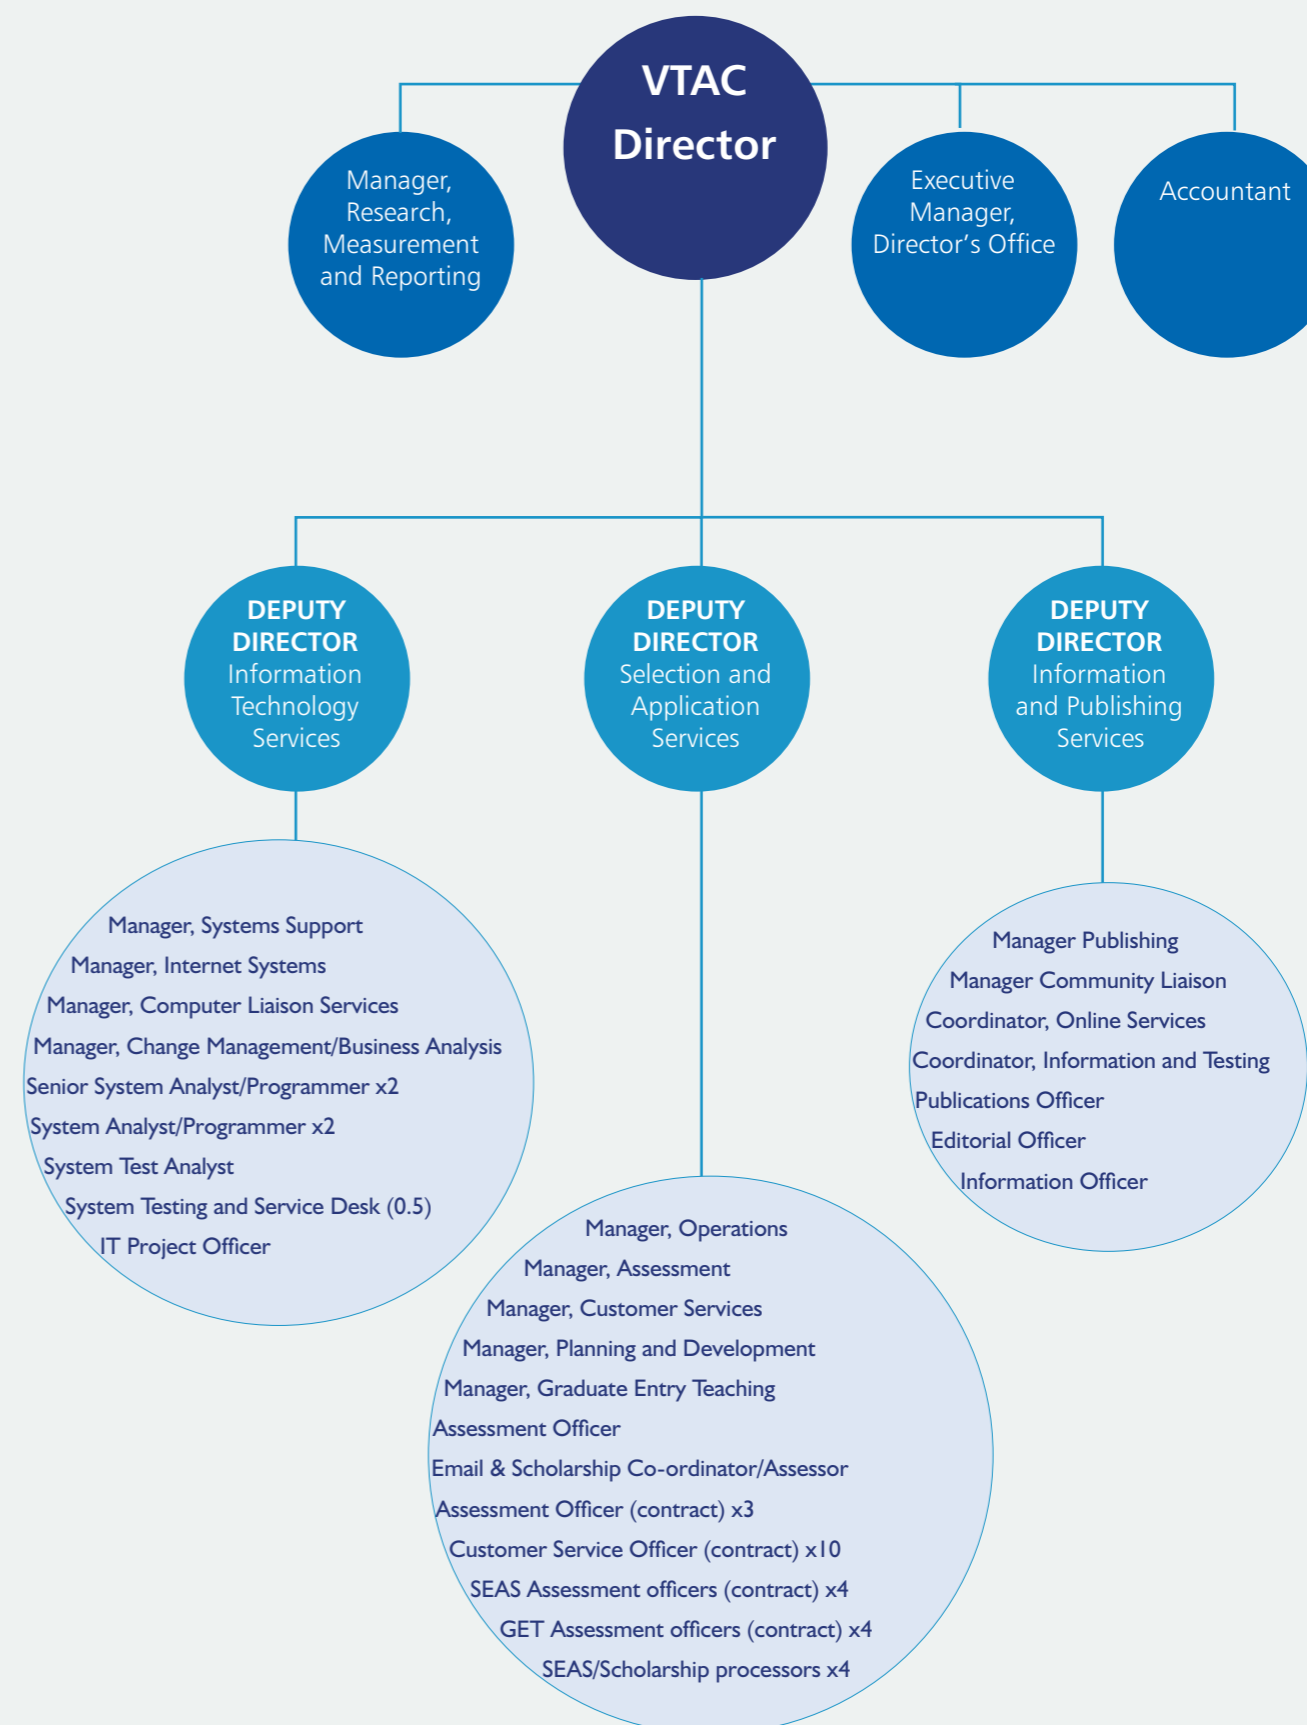 VTAC
Director
Manager,
Research,
Measurement
and Reporting
Executive
Manager,
Director's Office
Accountant
DEPUTY
DIRECTOR
Information
Technology
Services
DEPUTY
DIRECTOR
Selection and
Application
Services
DEPUTY
DIRECTOR
Information
and Publishing
Services
Manager, Systems Support
Manager, Internet Systems
Manager, Computer Liaison Services
Manager, Change Management/Business Analysis
Senior System Analyst/Programmer x2
System Analyst/Programmer x2
System Test Analyst
System Testing and Service Desk (0.5)
IT Project Officer
Manager, Operations
Manager, Assessment
Manager, Customer Services
Manager, Planning and Development
Manager, Graduate Entry Teaching
Assessment Officer
Email & Scholarship Co-ordinator/Assessor
Assessment Officer (contract) x3
Customer Service Officer (contract) x10
SEAS Assessment officers (contract) x4
GET Assessment officers (contract) x4
SEAS/Scholarship processors x4
Manager Publishing
Manager Community Liaison
Coordinator, Online Services
Coordinator, Information and Testing
Publications Officer
Editorial Officer
Information Officer